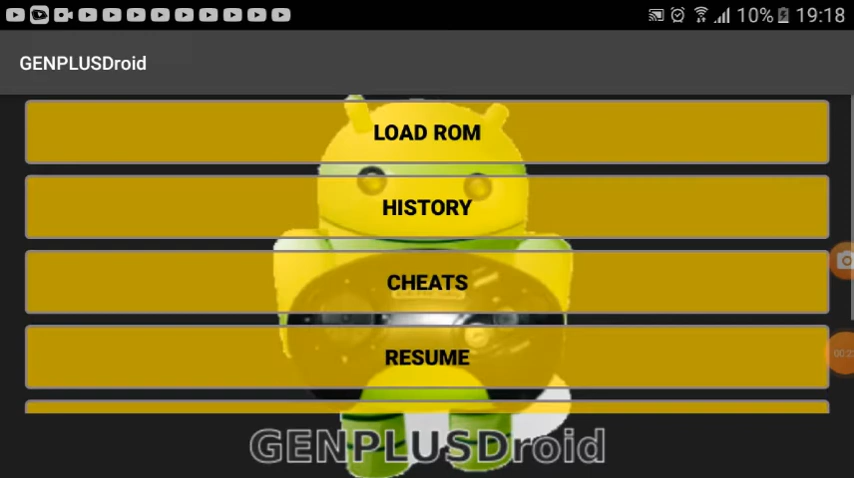 10% 19:18
GENPLUSDroid
LOAD ROM
HISTORY
CHEATS
RESUME
GENPLUSDroid